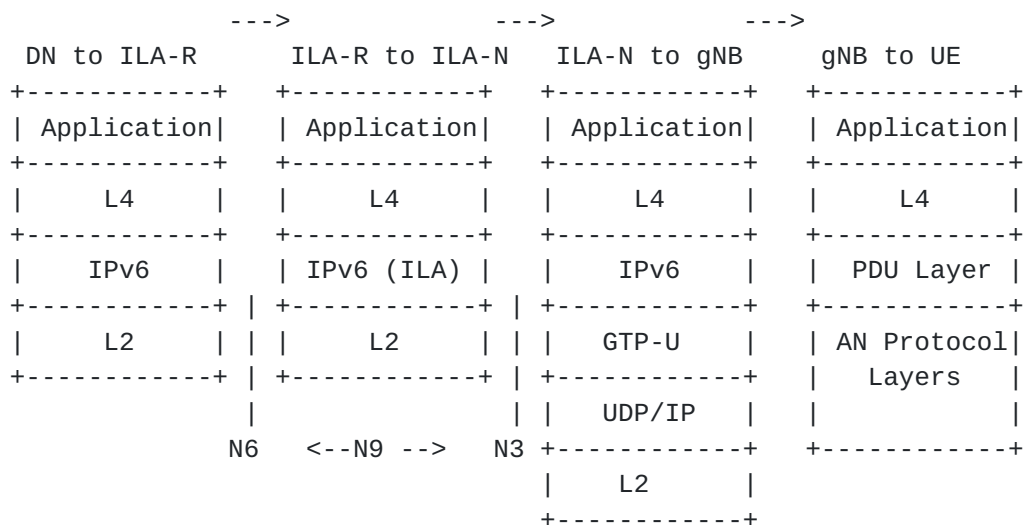 --->              --->            --->
 DN to ILA-R      ILA-R to ILA-N   ILA-N to gNB     gNB to UE
+------------+   +------------+   +------------+   +------------+
| Application|   | Application|   | Application|   | Application|
+------------+   +------------+   +------------+   +------------+
|     L4     |   |     L4     |   |     L4     |   |     L4     |
+------------+   +------------+   +------------+   +------------+
|    IPv6    |   | IPv6 (ILA) |   |    IPv6    |   |  PDU Layer |
+------------+ | +------------+ | +------------+   +------------+
|     L2     | | |     L2     | | |   GTP-U    |   | AN Protocol|
+------------+ | +------------+ | +------------+   |   Layers   |
               |                | |   UDP/IP   |   |            |
              N6   <--N9 -->   N3 +------------+   +------------+
                                  |    L2      |
                                  +------------+